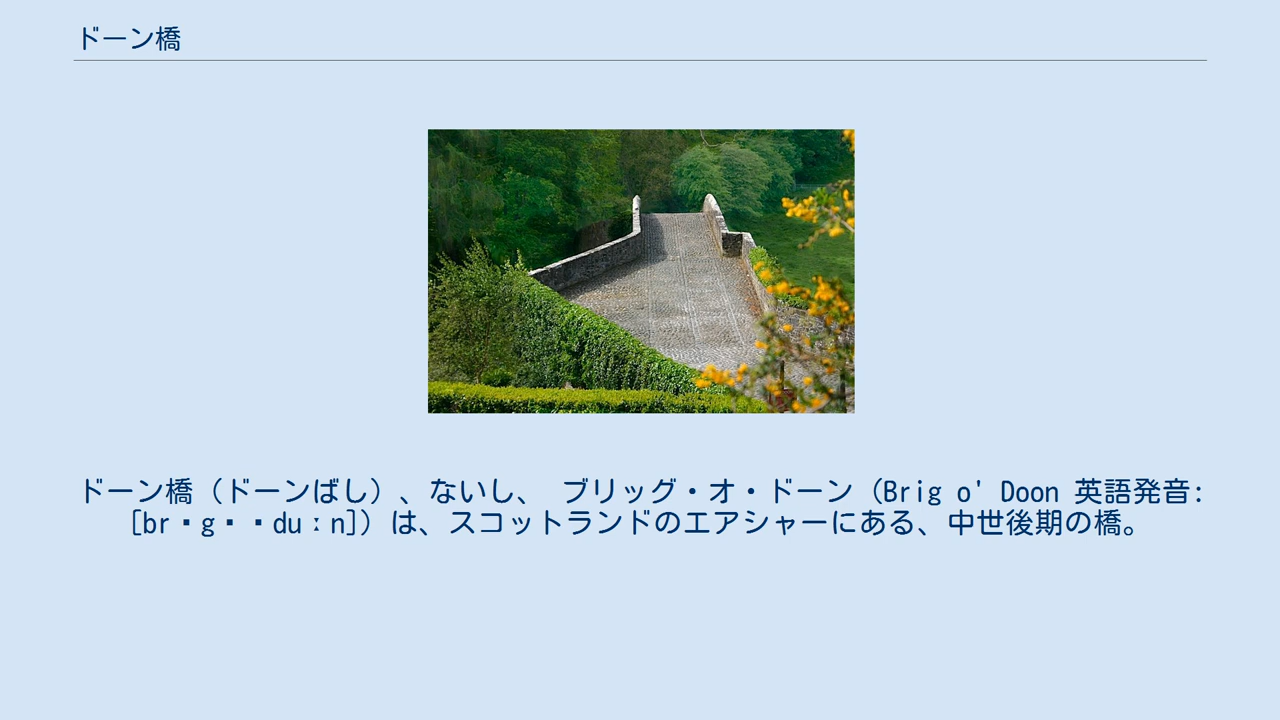 ドーン橋
ドーン橋（ドーンばし）、ないし、 ブリッグ・オ・ドーン（Brig o' Doon 英語発音:
[br▪g▪▪duːn]）は、スコットランドのエアシャーにある、中世後期の橋。